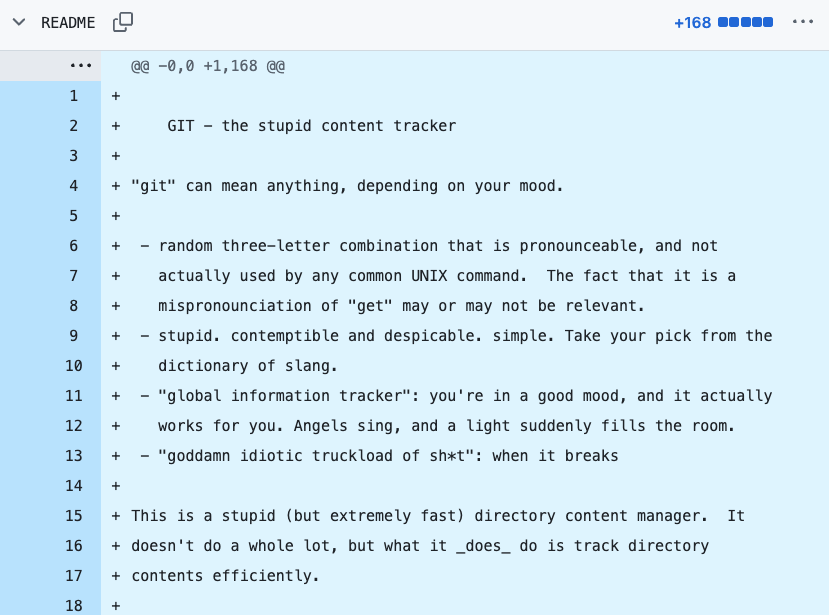 README +168 ...
... @@ -0,0 +1,168 @@
1 +
2 + GIT - the stupid content tracker
3 +
4 + "git" can mean anything, depending on your mood.
5 +
6 + - random three-letter combination that is pronounceable, and not
7 + actually used by any common UNIX command.  The fact that it is a
8 + mispronounciation of "get" may or may not be relevant.
9 + - stupid. contemptible and despicable. simple. Take your pick from the
10 + dictionary of slang.
11 + - "global information tracker": you're in a good mood, and it actually
12 + works for you. Angels sing, and a light suddenly fills the room.
13 + - "goddamn idiotic truckload of sh*t": when it breaks
14 +
15 + This is a stupid (but extremely fast) directory content manager.  It
16 + doesn't do a whole lot, but what it _does_ do is track directory
17 + contents efficiently.
18 +